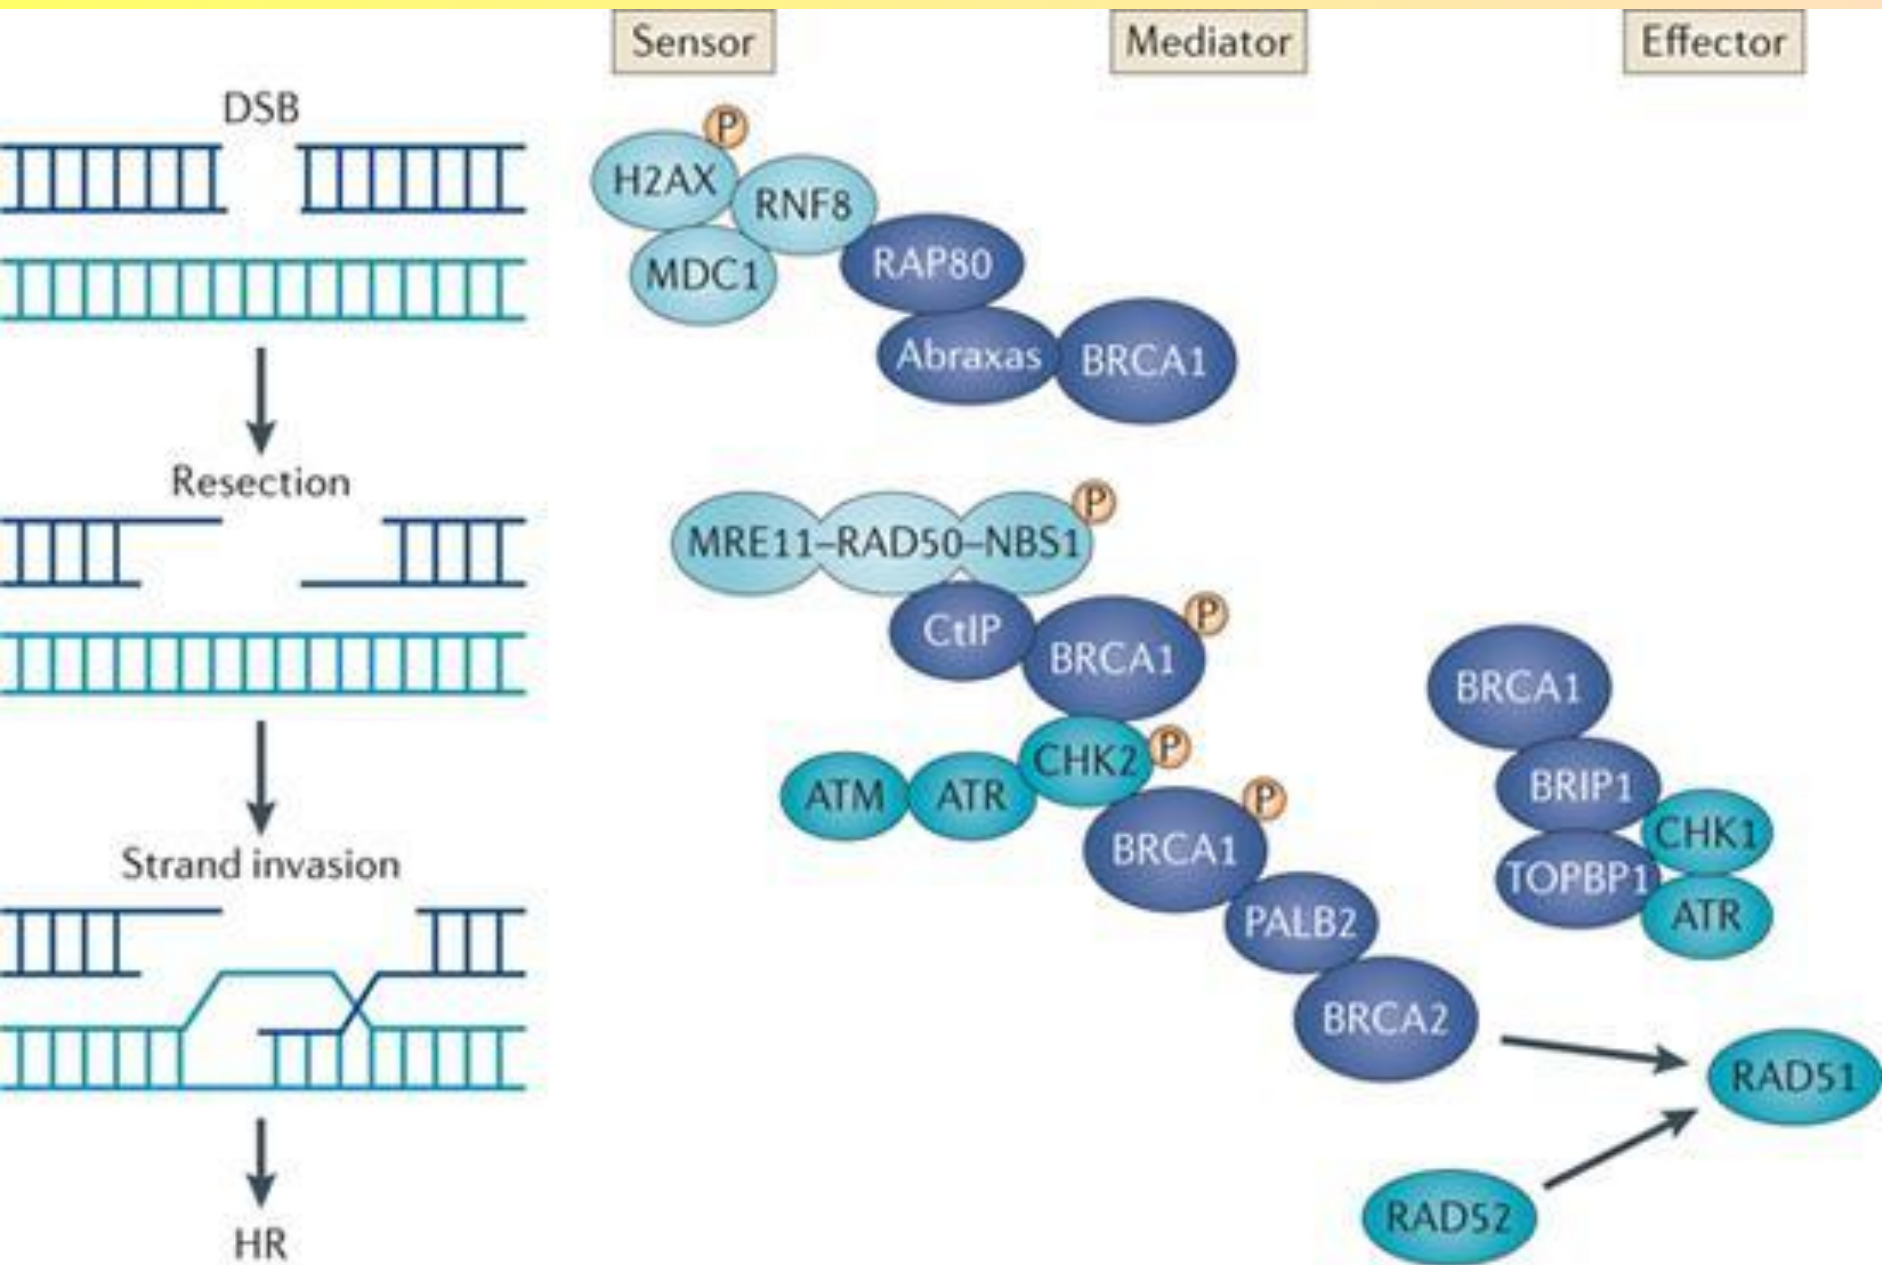 Sensor
Mediator
Effector
DSB
P
H2AX
RNF8
MDC1
RAP80
Abraxas
BRCA1
Resection
MRE11–RAD50–NBS1
P
CtIP
BRCA1
P
BRCA1
CHK2
P
ATM
ATR
BRCA1
P
BRIP1
CHK1
TOPBP1
ATR
Strand invasion
PALB2
BRCA2
RAD51
RAD52
HR